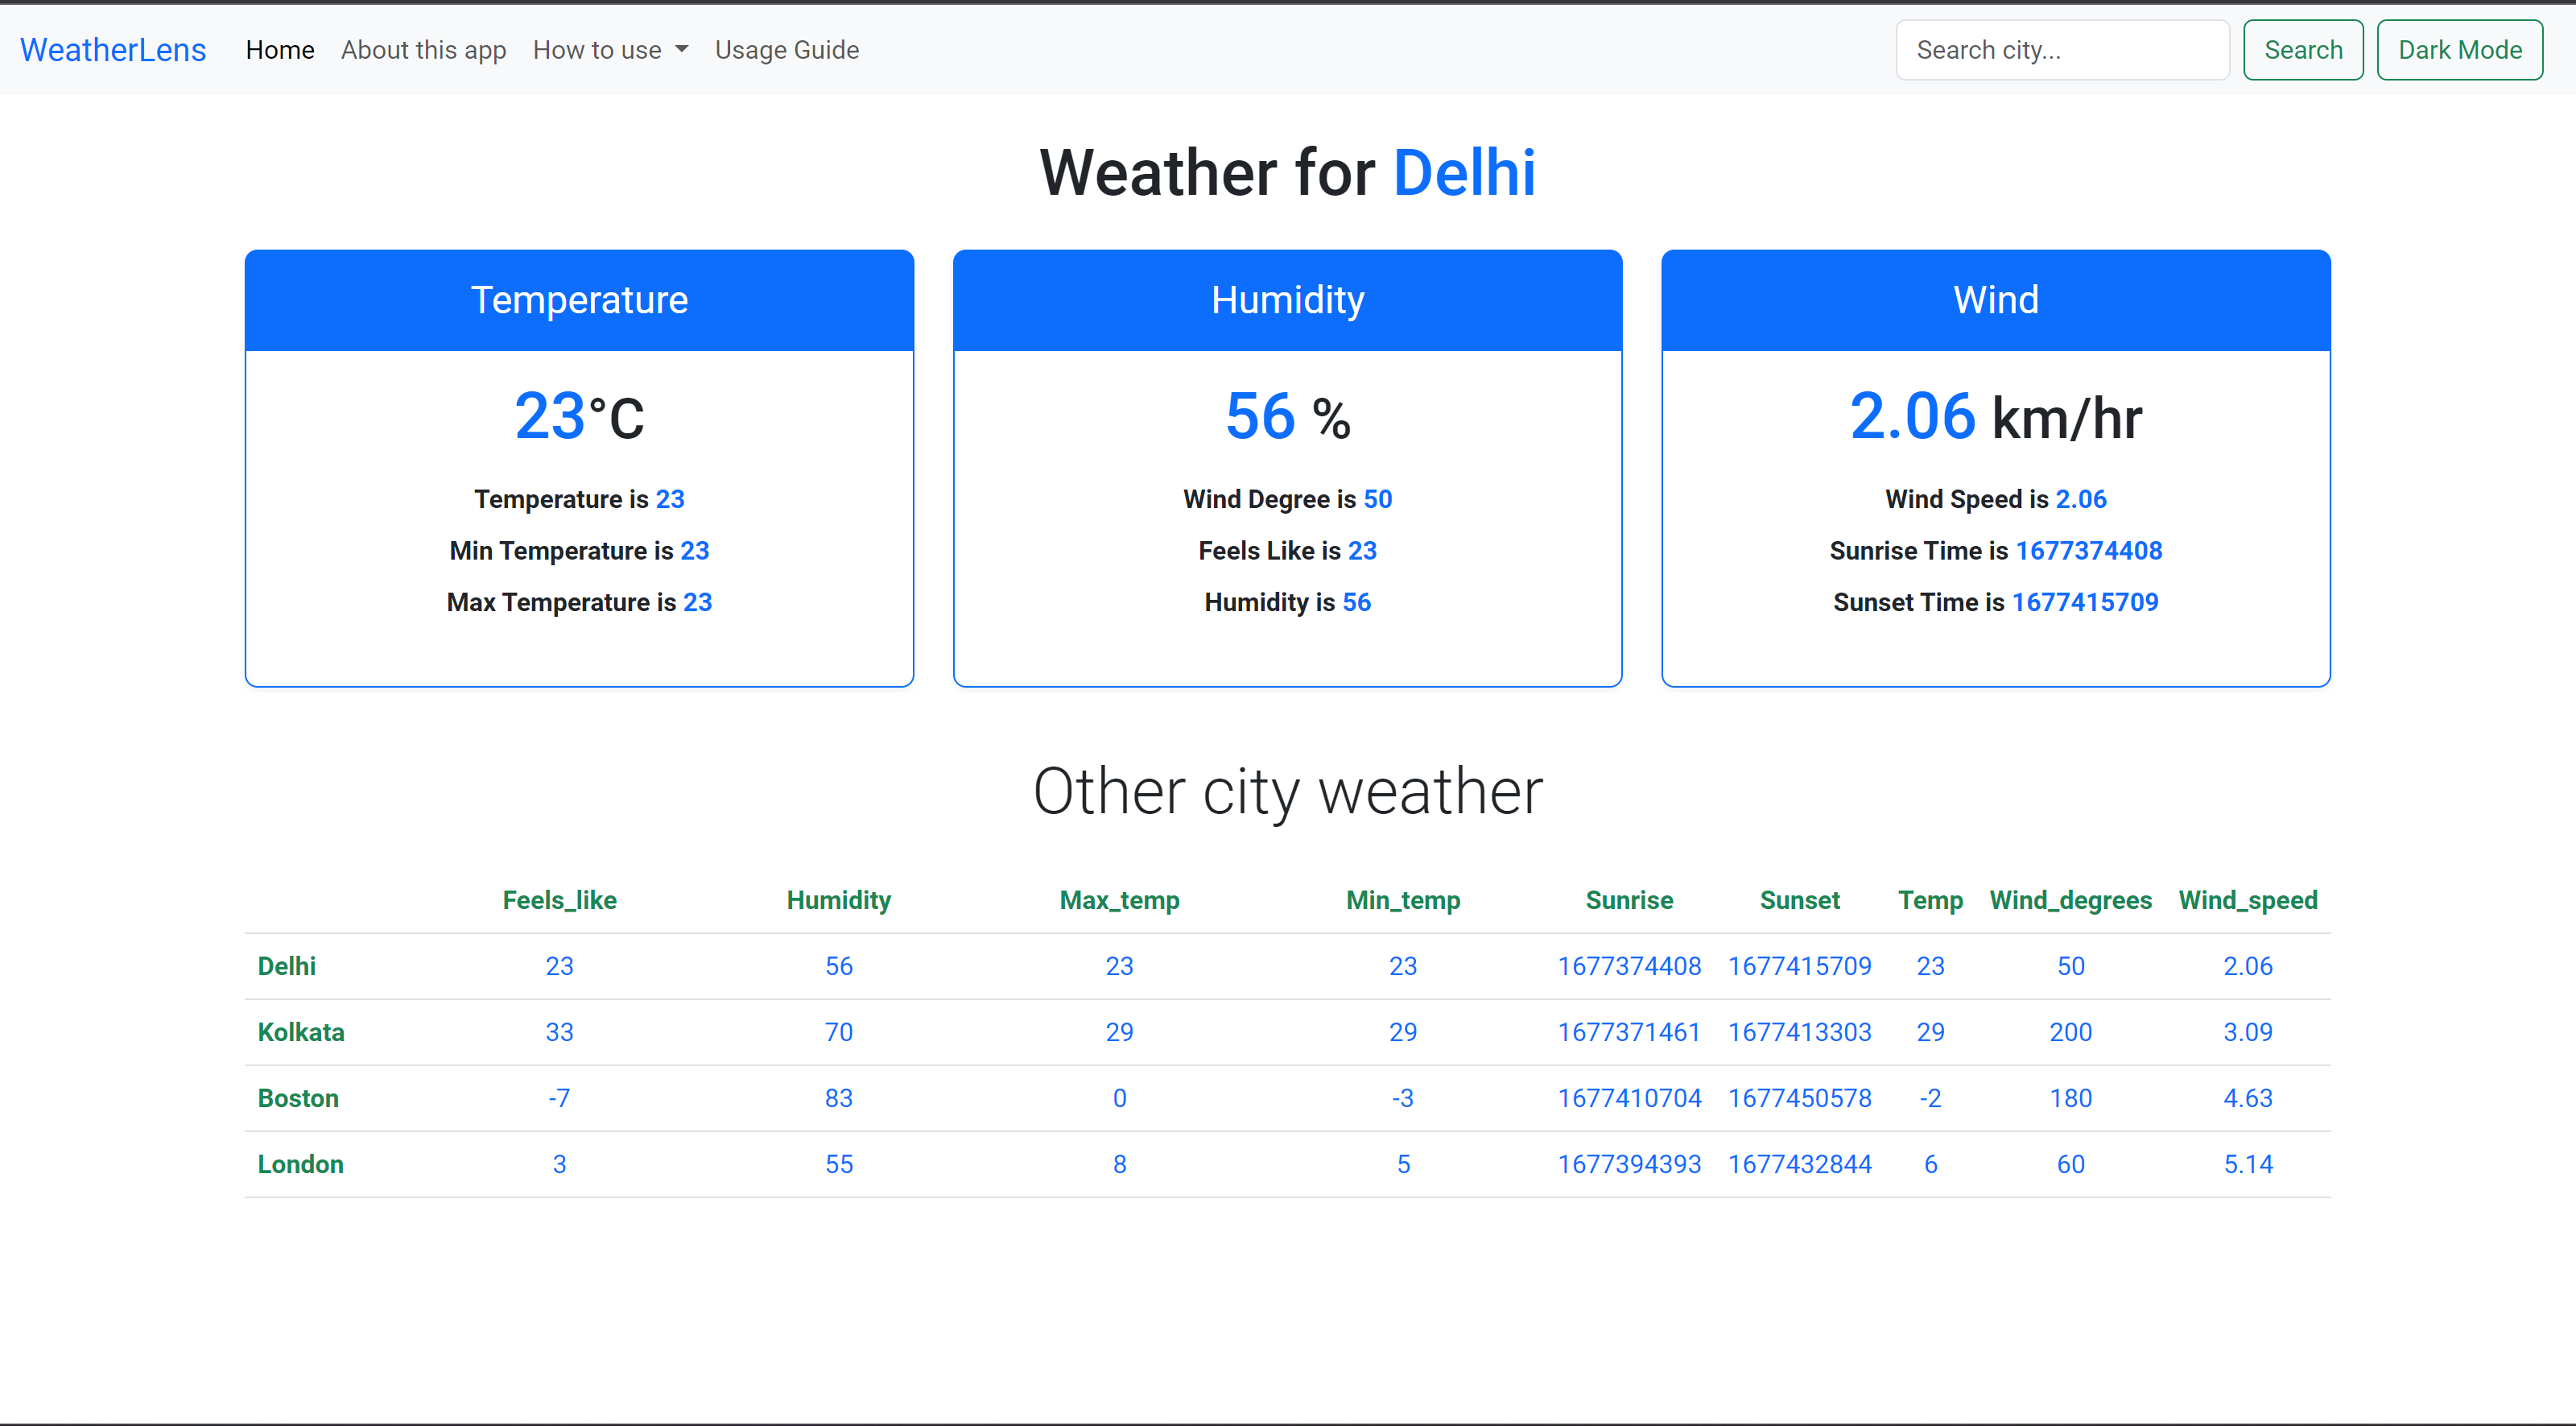 WeatherLens Home About this app How to use Usage Guide Search city... Search Dark Mode
Weather for Delhi
Temperature
23°C
Temperature is 23
Min Temperature is 23
Max Temperature is 23
Humidity
56 %
Wind Degree is 50
Feels Like is 23
Humidity is 56
Wind
2.06 km/hr
Wind Speed is 2.06
Sunrise Time is 1677374408
Sunset Time is 1677415709
Other city weather
Feels_like Humidity Max_temp Min_temp Sunrise Sunset Temp Wind_degrees Wind_speed
Delhi 23 56 23 23 1677374408 1677415709 23 50 2.06
Kolkata 33 70 29 29 1677371461 1677413303 29 200 3.09
Boston -7 83 0 -3 1677410704 1677450578 -2 180 4.63
London 3 55 8 5 1677394393 1677432844 6 60 5.14